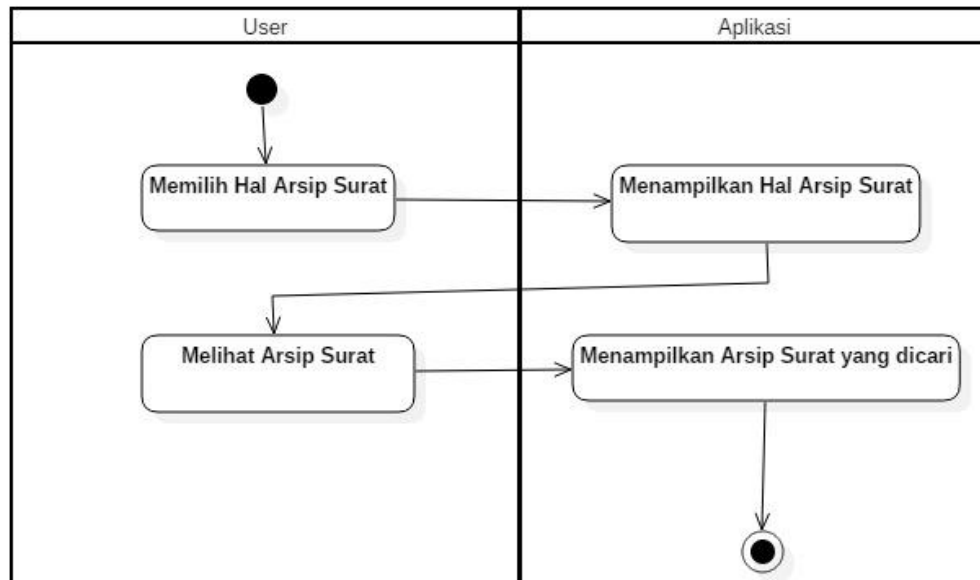 User
Aplikasi
Memilih Hal Arsip Surat
Menampilkan Hal Arsip Surat
Melihat Arsip Surat
Menampilkan Arsip Surat yang dicari